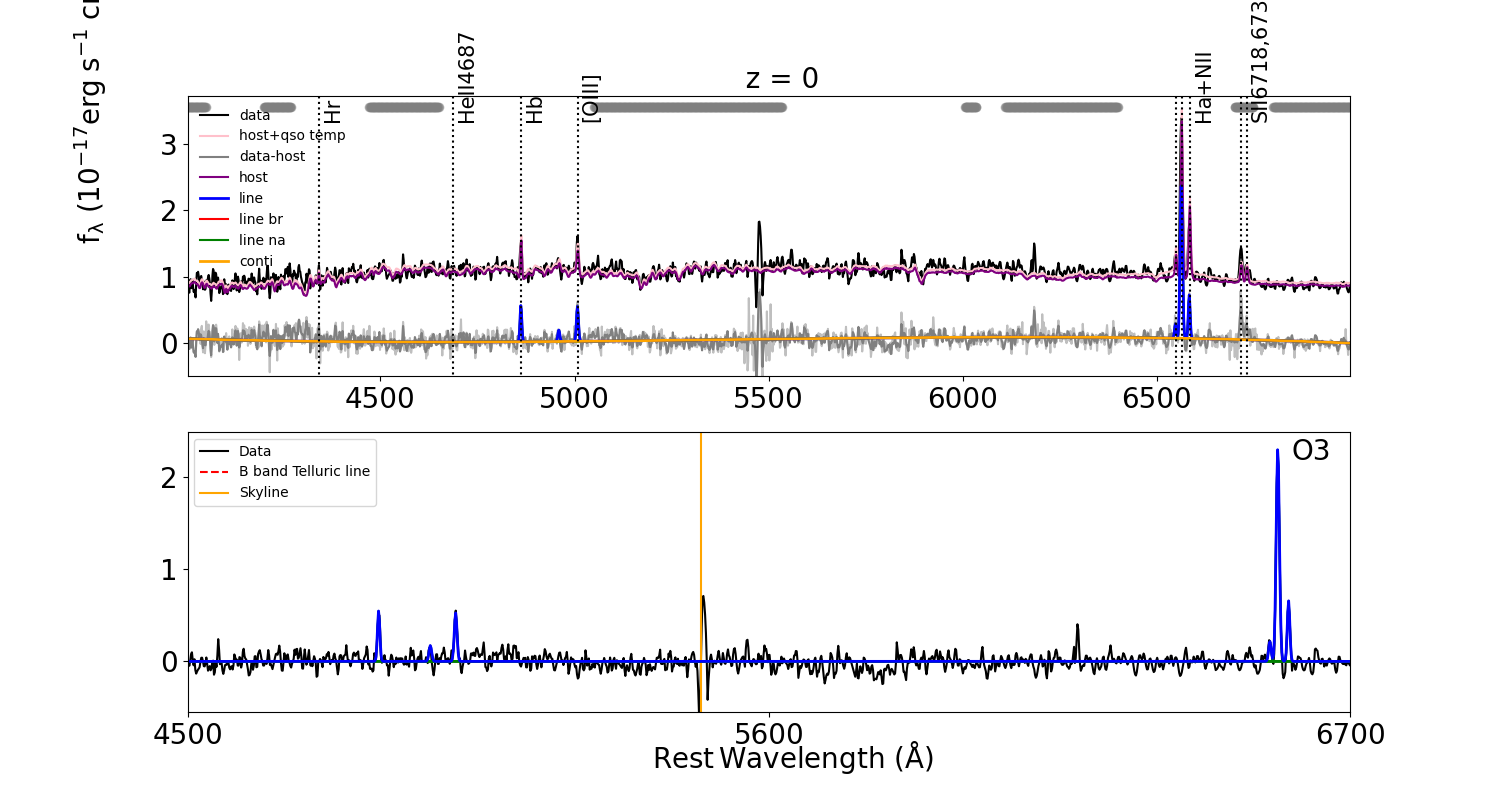 z = 0
fλ (10−17erg s−1 c
Hr
HeII4687
Hb
[OIII]
Ha+NII
SII6718,673
data
host+qso temp
data-host
host
line
line br
line na
conti
3
2
1
0
4500 5000 5500 6000 6500
Data
B band Telluric line
Skyline
O3
2
1
0
4500 5600 6700
Rest Wavelength (Å)